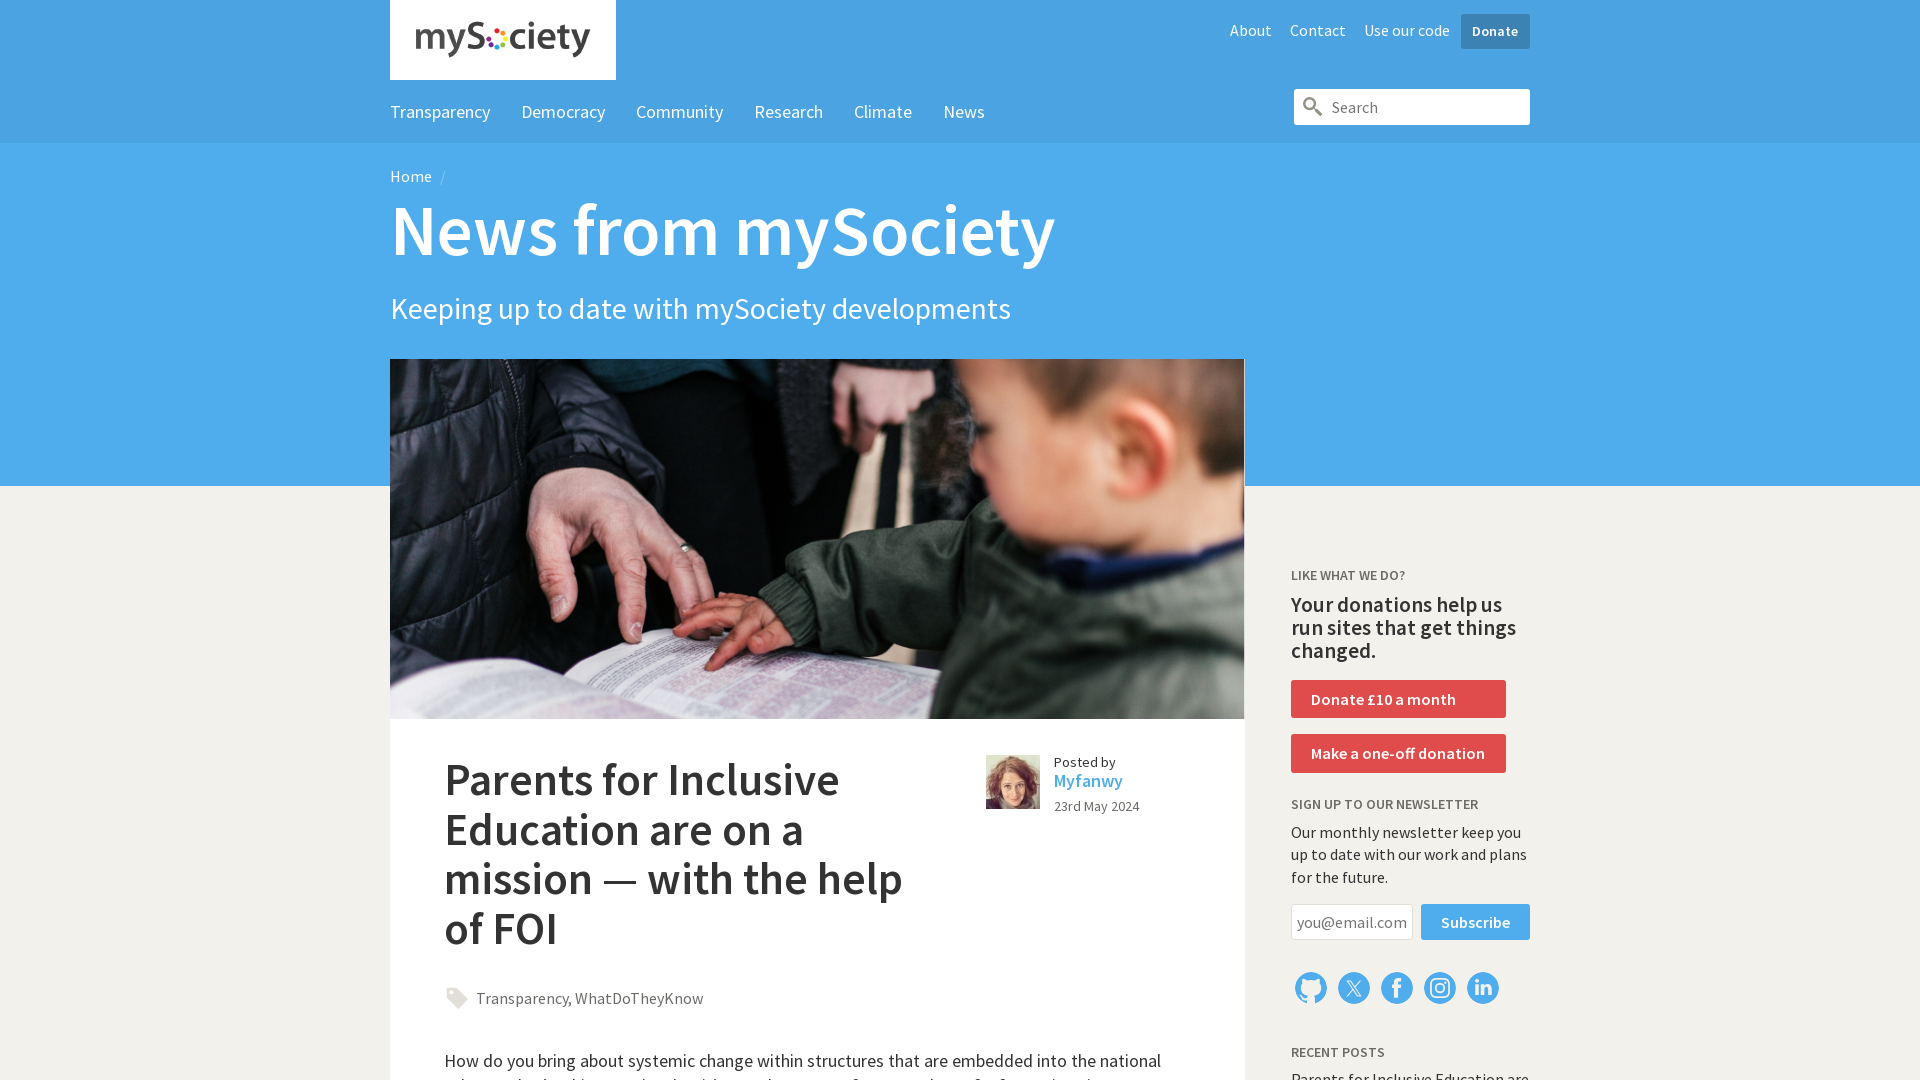 mySociety
About
Contact
Use our code
Donate
Transparency
Democracy
Community
Research
Climate
News
Search
Home /
News from mySociety
Keeping up to date with mySociety developments
Parents for Inclusive
Education are on a
mission — with the help
of FOI
Posted by
Myfanwy
23rd May 2024
Transparency, WhatDoTheyKnow
How do you bring about systemic change within structures that are embedded into the national
LIKE WHAT WE DO?
Your donations help us
run sites that get things
changed.
Donate £10 a month
Make a one-off donation
SIGN UP TO OUR NEWSLETTER
Our monthly newsletter keep you
up to date with our work and plans
for the future.
you@email.com
Subscribe
RECENT POSTS
Parents for Inclusive Education are